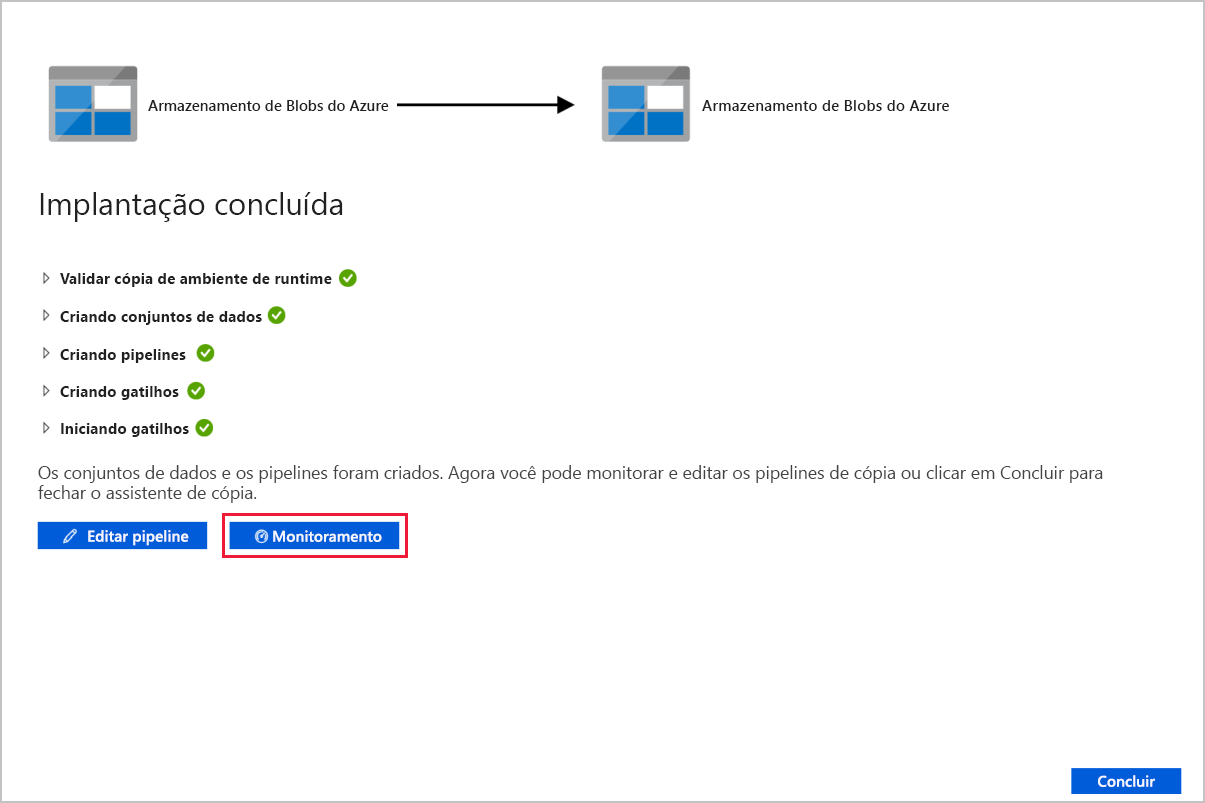 Armazenamento de Blobs do Azure
Armazenamento de Blobs do Azure
Implantação concluída
Validar cópia de ambiente de runtime
Criando conjuntos de dados
Criando pipelines
Criando gatilhos
Iniciando gatilhos
Os conjuntos de dados e os pipelines foram criados. Agora você pode monitorar e editar os pipelines de cópia ou clicar em Concluir para
fechar o assistente de cópia.
Editar pipeline
Monitoramento
Concluir